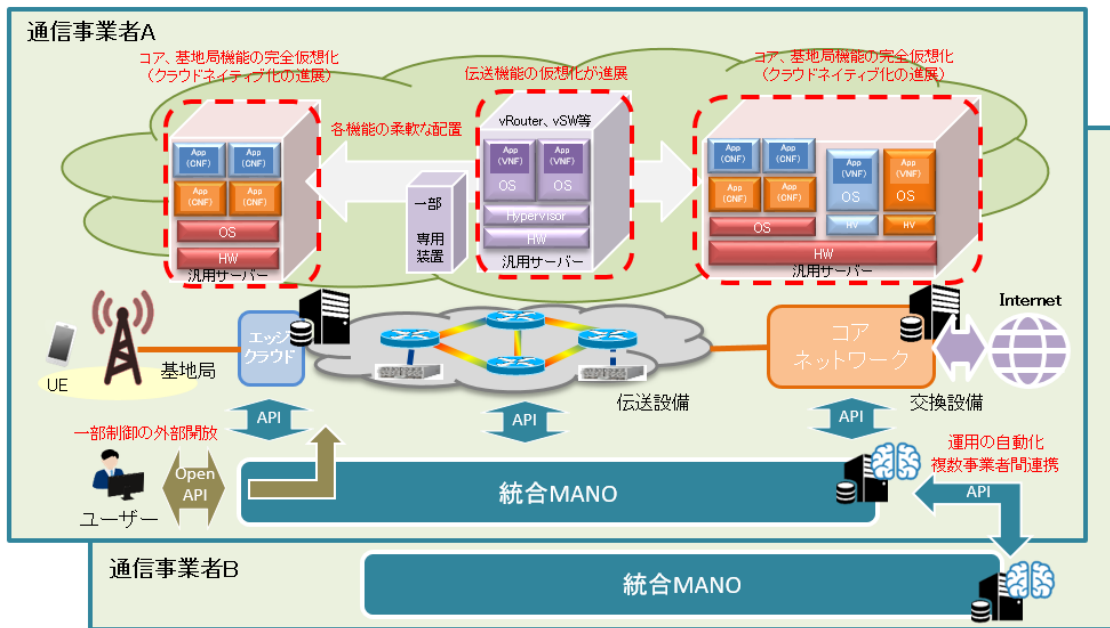 通信事業者A
コア、基地局機能の完全仮想化
（クラウドネイティブ化の進展）
伝送機能の仮想化が進展
コア、基地局機能の完全仮想化
（クラウドネイティブ化の進展）
各機能の柔軟な配置
App
(CNF)
App
(CNF)
App
(CNF)
App
(CNF)
OS
HW
汎用サーバー
一部
専用
装置
vRouter、vSW等
App
(VNF)
OS
App
(VNF)
OS
Hypervisor
HW
汎用サーバー
App
(CNF)
App
(CNF)
App
(CNF)
App
(CNF)
OS
App
(VNF)
OS
HV
App
(VNF)
OS
HV
HW
汎用サーバー
UE
基地局
エッジ
クラウド
伝送設備
コア
ネットワーク
交換設備
Internet
API
API
API
一部制御の外部開放
ユーザー
Open
API
統合MANO
運用の自動化
複数事業者間連携
API
通信事業者B
統合MANO